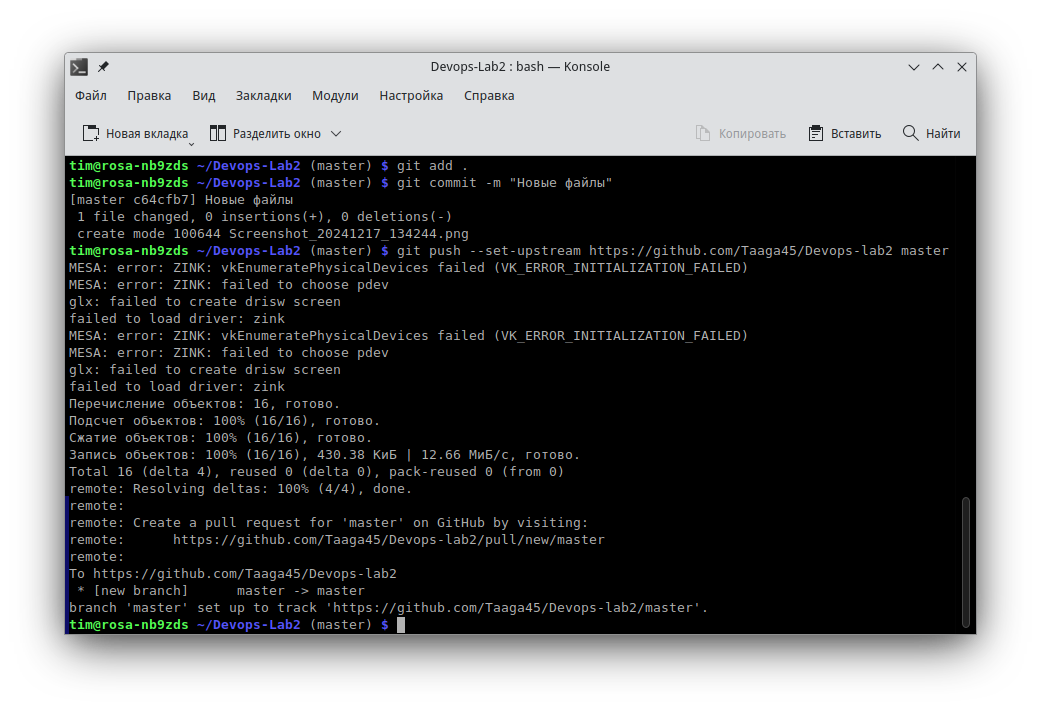 Devops-Lab2 : bash — Konsole
Файл Правка Вид Закладки Модули Настройка Справка
Новая вкладка Разделить окно Копировать Вставить Найти
tim@rosa-nb9zds ~/Devops-Lab2 (master) $ git add .
tim@rosa-nb9zds ~/Devops-Lab2 (master) $ git commit -m "Новые файлы"
[master c64cfb7] Новые файлы
1 file changed, 0 insertions(+), 0 deletions(-)
create mode 100644 Screenshot_20241217_134244.png
tim@rosa-nb9zds ~/Devops-Lab2 (master) $ git push --set-upstream https://github.com/Taaga45/Devops-lab2 master
MESA: error: ZINK: vkEnumeratePhysicalDevices failed (VK_ERROR_INITIALIZATION_FAILED)
MESA: error: ZINK: failed to choose pdev
glx: failed to create drisw screen
failed to load driver: zink
MESA: error: ZINK: vkEnumeratePhysicalDevices failed (VK_ERROR_INITIALIZATION_FAILED)
MESA: error: ZINK: failed to choose pdev
glx: failed to create drisw screen
failed to load driver: zink
Перечисление объектов: 16, готово.
Подсчет объектов: 100% (16/16), готово.
Сжатие объектов: 100% (16/16), готово.
Запись объектов: 100% (16/16), 430.38 КиБ | 12.66 МиБ/с, готово.
Total 16 (delta 4), reused 0 (delta 0), pack-reused 0 (from 0)
remote: Resolving deltas: 100% (4/4), done.
remote:
remote: Create a pull request for 'master' on GitHub by visiting:
remote:      https://github.com/Taaga45/Devops-lab2/pull/new/master
remote:
To https://github.com/Taaga45/Devops-lab2
* [new branch]      master -> master
branch 'master' set up to track 'https://github.com/Taaga45/Devops-lab2/master'.
tim@rosa-nb9zds ~/Devops-Lab2 (master) $